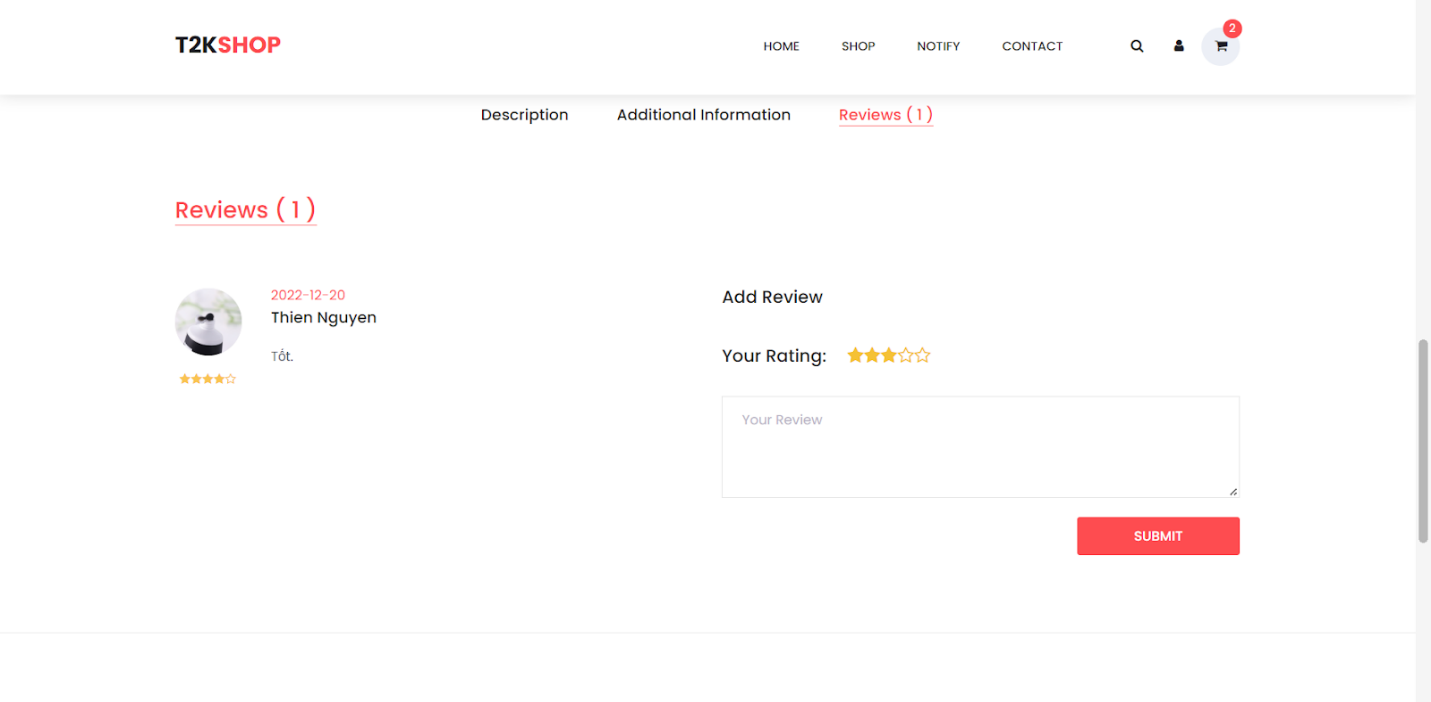 T2KSHOP
HOME SHOP NOTIFY CONTACT 2
Description Additional Information Reviews ( 1 )
Reviews ( 1 )
2022-12-20
Thien Nguyen
Tốt.
Add Review
Your Rating:
Your Review
SUBMIT